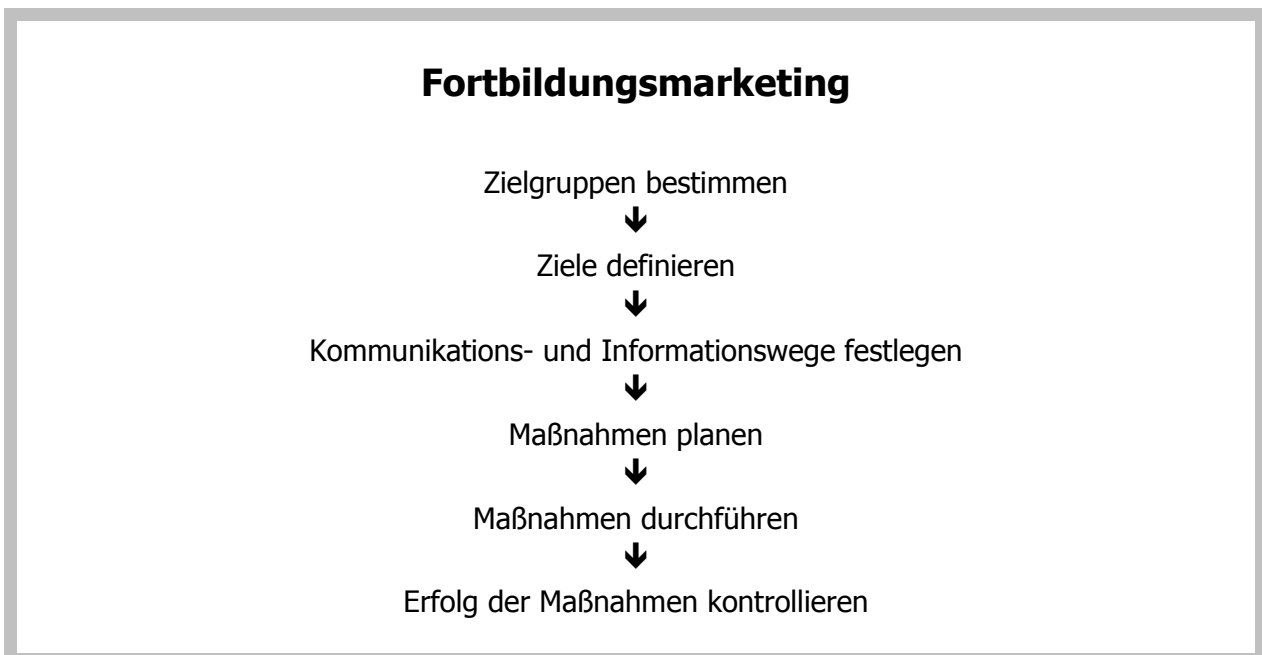 Fortbildungsmarketing
Zielgruppen bestimmen
🡻
Ziele definieren
🡻
Kommunikations- und Informationswege festlegen
🡻
Maßnahmen planen
🡻
Maßnahmen durchführen
🡻
Erfolg der Maßnahmen kontrollieren